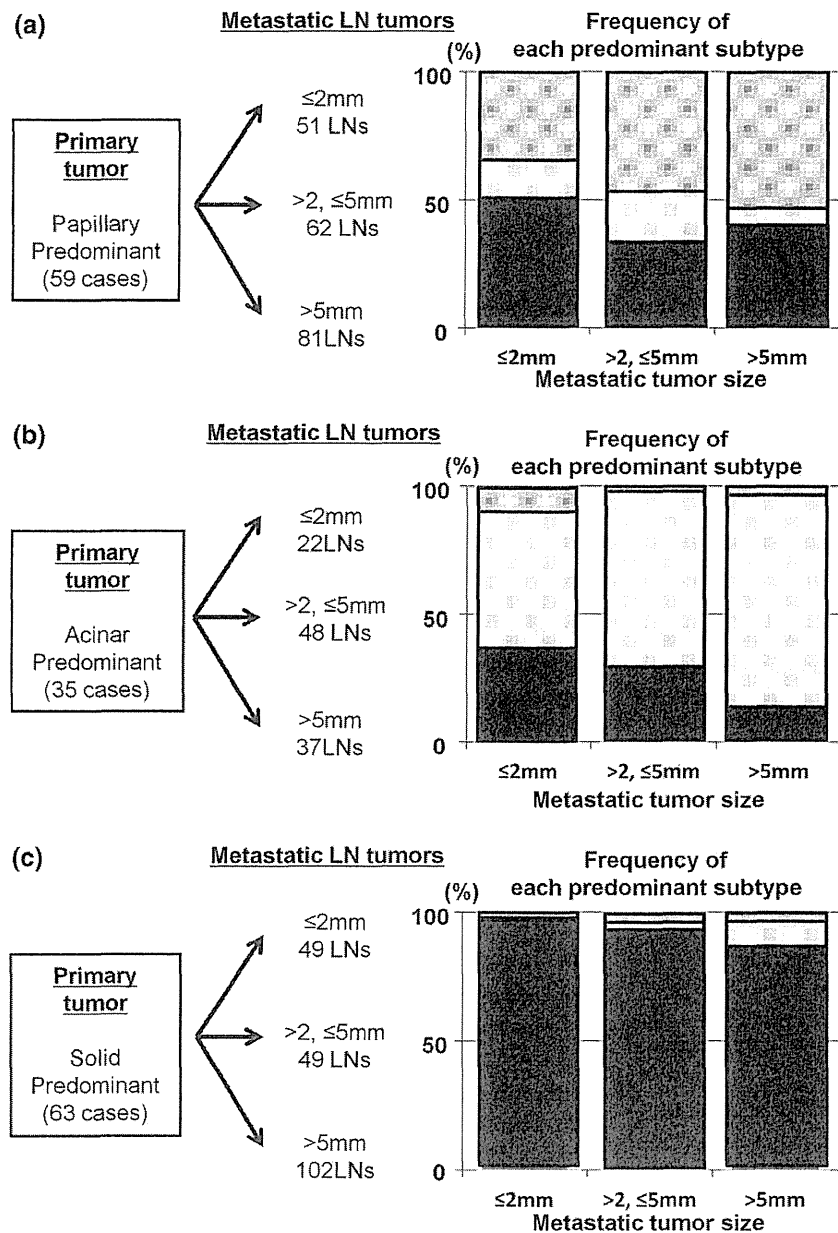 (a)
Metastatic LN tumors
Frequency of
each predominant subtype
(%)
Primary
tumor
Papillary
Predominant
(59 cases)
≤2mm
51 LNs
>2, ≤5mm
62 LNs
>5mm
81LNs
100
50
0
≤2mm
>2, ≤5mm
>5mm
Metastatic tumor size
(b)
Metastatic LN tumors
Frequency of
each predominant subtype
(%)
Primary
tumor
Acinar
Predominant
(35 cases)
≤2mm
22LNs
>2, ≤5mm
48 LNs
>5mm
37LNs
100
50
0
≤2mm
>2, ≤5mm
>5mm
Metastatic tumor size
(c)
Metastatic LN tumors
Frequency of
each predominant subtype
(%)
Primary
tumor
Solid
Predominant
(63 cases)
≤2mm
49 LNs
>2, ≤5mm
49 LNs
>5mm
102LNs
100
50
0
≤2mm
>2, ≤5mm
>5mm
Metastatic tumor size